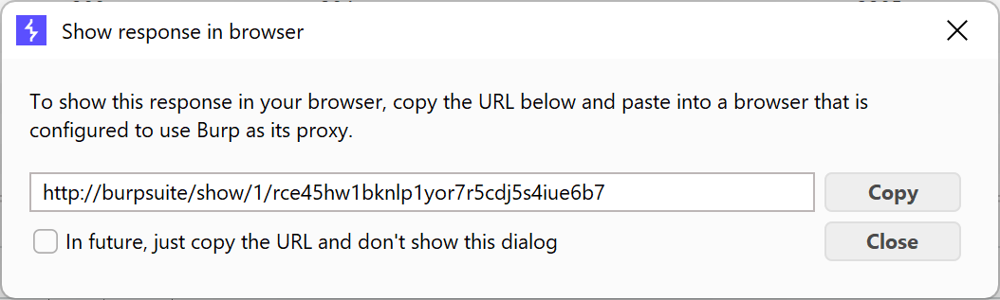 Show response in browser
To show this response in your browser, copy the URL below and paste into a browser that is
configured to use Burp as its proxy.
http://burpsuite/show/1/rce45hw1bknlp1yor7r5cdj5s4iue6b7
Copy
In future, just copy the URL and don't show this dialog
Close